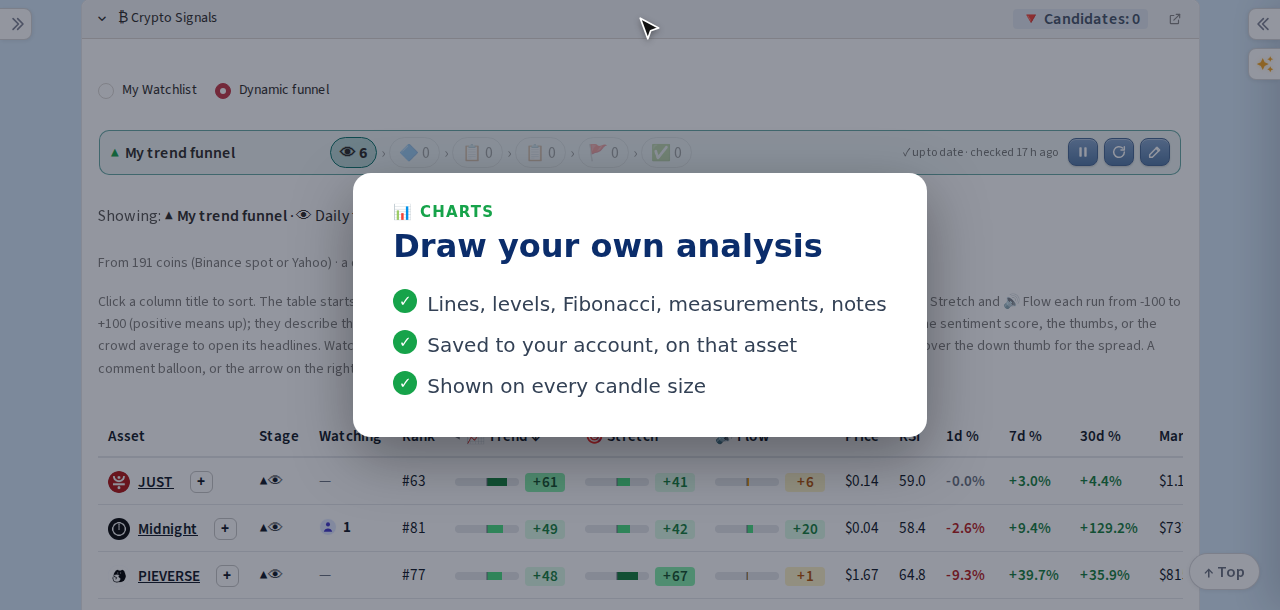 ₿ Crypto Signals
🔻 Candidates: 0
My Watchlist
Dynamic funnel
▲ My trend funnel
👁 6 › 🔷 0 › 📋 0 › 📋 0 › 🚩 0 › ✅ 0
✓ up to date · checked 17 h ago
Showing: ▲ My trend funnel · 👁 Daily
From 191 coins (Binance spot or Yahoo) · a
Click a column title to sort. The table starts
Stretch and 🔊 Flow each run from -100 to
+100 (positive means up); they describe th
e sentiment score, the thumbs, or the
crowd average to open its headlines. Watc
over the down thumb for the spread. A
comment balloon, or the arrow on the right
📊 CHARTS
Draw your own analysis
✓ Lines, levels, Fibonacci, measurements, notes
✓ Saved to your account, on that asset
✓ Shown on every candle size
Asset Stage Watching Rank Trend Stretch Flow Price RSI 1d % 7d % 30d % Mar
JUST + ▲👁 — #63 +61 +41 +6 $0.14 59.0 -0.0% +3.0% +4.4% $1.1
Midnight + ▲👁 1 #81 +49 +42 +20 $0.04 58.4 -2.6% +9.4% +129.2% $73
PIEVERSE + ▲👁 — #77 +48 +67 +1 $1.67 64.8 -9.3% +39.7% +35.9% $81
↑ Top